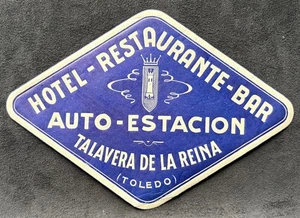 HOTEL-RESTAURANTE-BAR
AUTO-ESTACION
TALAVERA DE LA REINA
(TOLEDO)